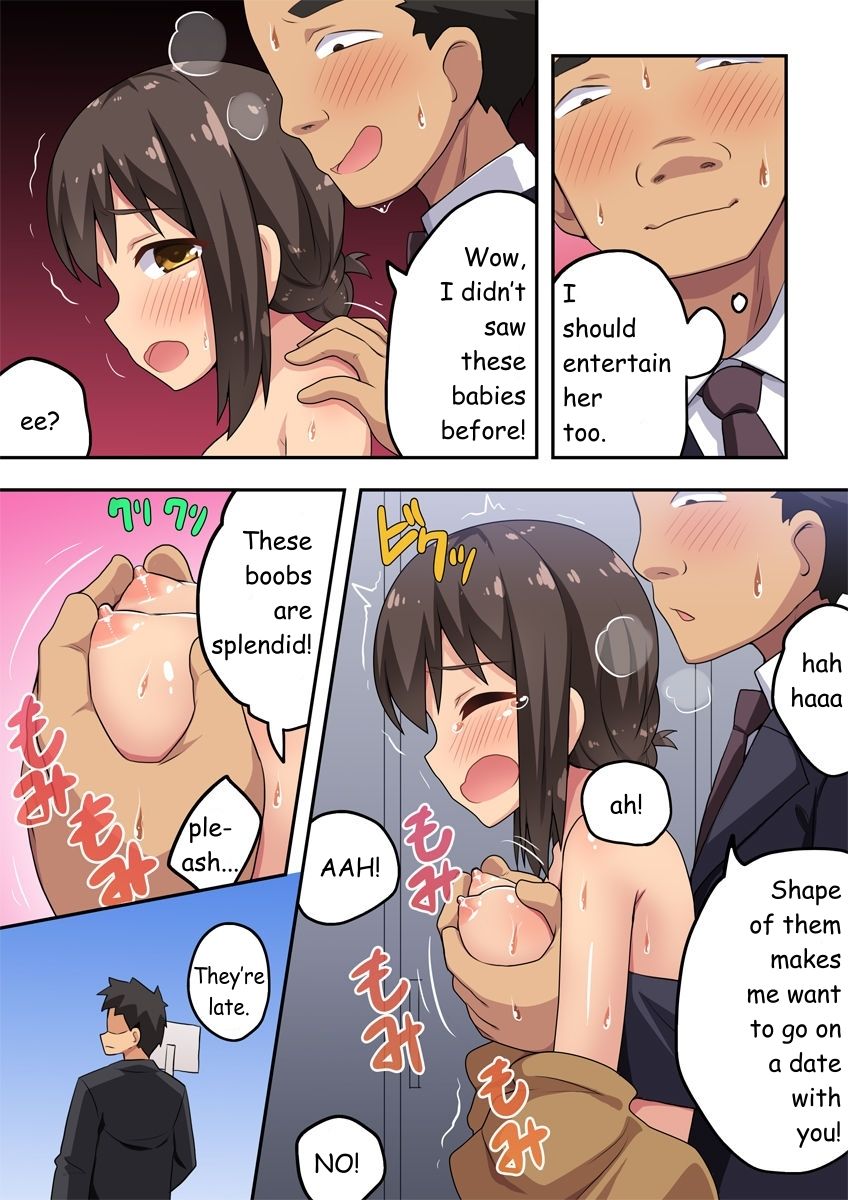 Wow,
I didn't
saw
these
babies
before!
ee?
I
should
entertain
her
too.
クリクリ
These
boobs
are
splendid!
もみ
もみ
ple-
ash...
ビクッ
hah
haaa
ah!
もみ
AAH!
もみ
もみ
Shape
of them
makes
me want
to go on
a date
with
you!
NO!
They're
late.